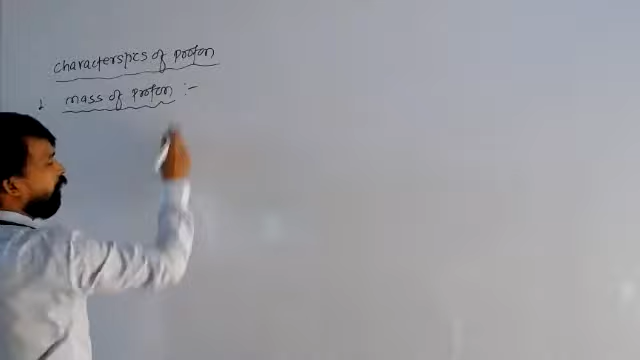 characterstics of proton
1 mass of proton :-